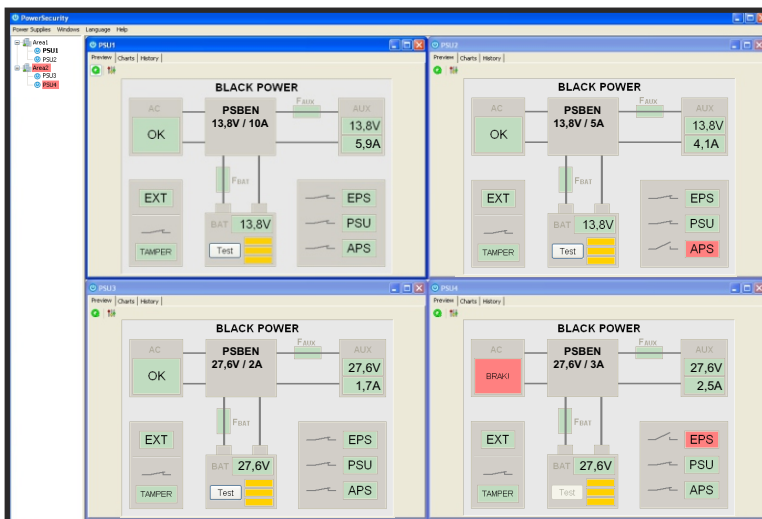 PowerSecurity
Power Supplies Windows Language Help
Area1
PSU1
PSU2
Area2
PSU3
PSU4
PSU1
Preview Charts History
BLACK POWER
AC
OK
PSBEN
13,8V / 10A
FAUX
AUX
13,8V
5,9A
FBAT
EXT
TAMPER
BAT 13,8V
Test
EPS
PSU
APS
PSU2
Preview Charts History
BLACK POWER
AC
OK
PSBEN
13,8V / 5A
FAUX
AUX
13,8V
4,1A
FBAT
EXT
TAMPER
BAT 13,8V
Test
EPS
PSU
APS
PSU3
Preview Charts History
BLACK POWER
AC
OK
PSBEN
27,6V / 2A
FAUX
AUX
27,6V
1,7A
FBAT
EXT
TAMPER
BAT 27,6V
Test
EPS
PSU
APS
PSU4
Preview Charts History
BLACK POWER
AC
BRAKI
PSBEN
27,6V / 3A
FAUX
AUX
27,6V
2,5A
FBAT
EXT
TAMPER
BAT 27,6V
Test
EPS
PSU
APS